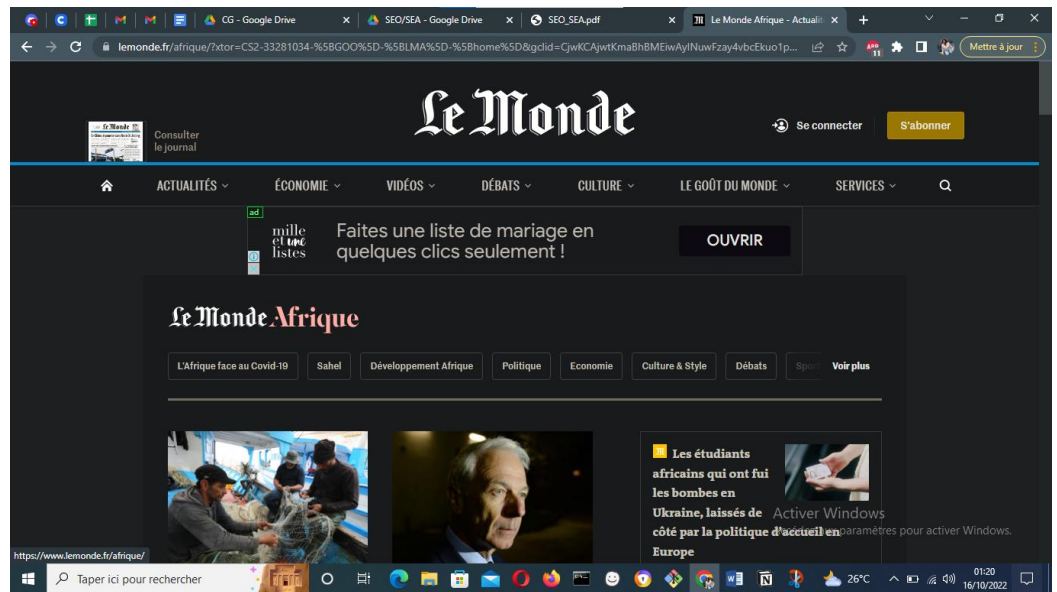 CG - Google Drive
SEO/SEA - Google Drive
SEO_SEA.pdf
Le Monde Afrique - Actualit
lemonde.fr/afrique/?xtor=CS2-33281034-%5BGOO%5D-%5BLMA%5D-%5Bhome%5D&gclid=CjwKCAjwtKmaBhBMEiwAyINuwFzay4vbcEkuo1p...
11
Mettre à jour
Consulter
le journal
Le Monde
Se connecter
S'abonner
ACTUALITÉS
ÉCONOMIE
VIDÉOS
DÉBATS
CULTURE
LE GOÛT DU MONDE
SERVICES
ad
mille
et une
listes
Faites une liste de mariage en
quelques clics seulement !
OUVRIR
Le Monde Afrique
L'Afrique face au Covid-19
Sahel
Développement Afrique
Politique
Economie
Culture & Style
Débats
Spor
Voir plus
Les étudiants
africains qui ont fui
les bombes en
Ukraine, laissés de
côté par la politique d'accueil en
Europe
Activer Windows
paramètres pour activer Windows.
https://www.lemonde.fr/afrique/
Taper ici pour rechercher
26°C
01:20
16/10/2022